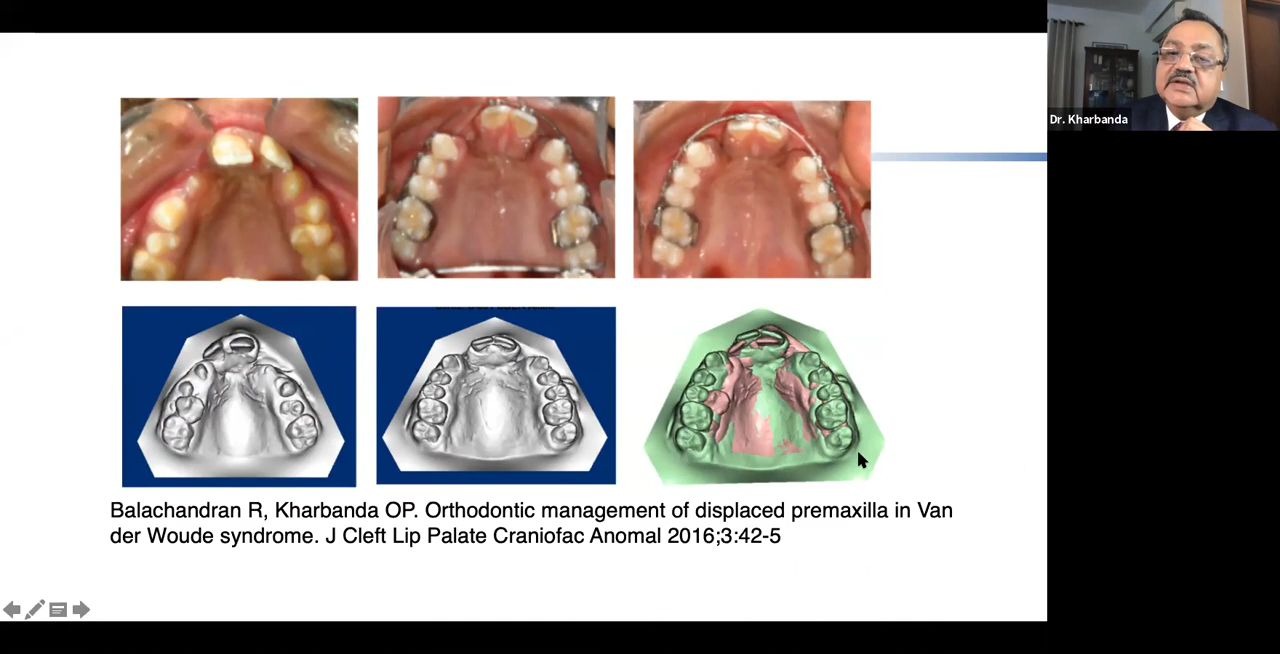 Dr. Kharbanda
Balachandran R, Kharbanda OP. Orthodontic management of displaced premaxilla in Van
der Woude syndrome. J Cleft Lip Palate Craniofac Anomal 2016;3:42-5